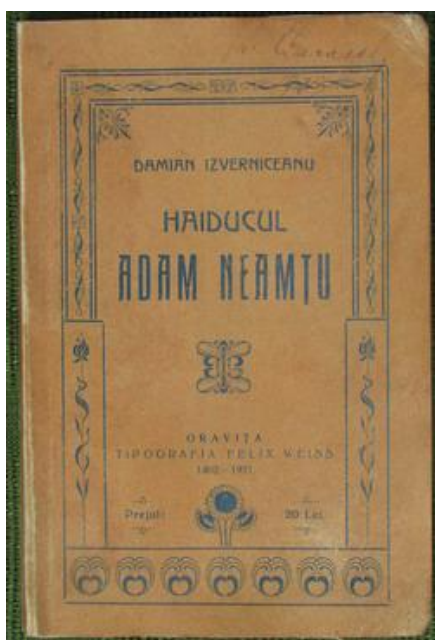 DAMIAN IZVERNICEANU
HAIDUCUL
ADAM NEAMȚU
ORAVIȚA
TIPOGRAFIA FELIX WEISS
Prețul: 20 Lei